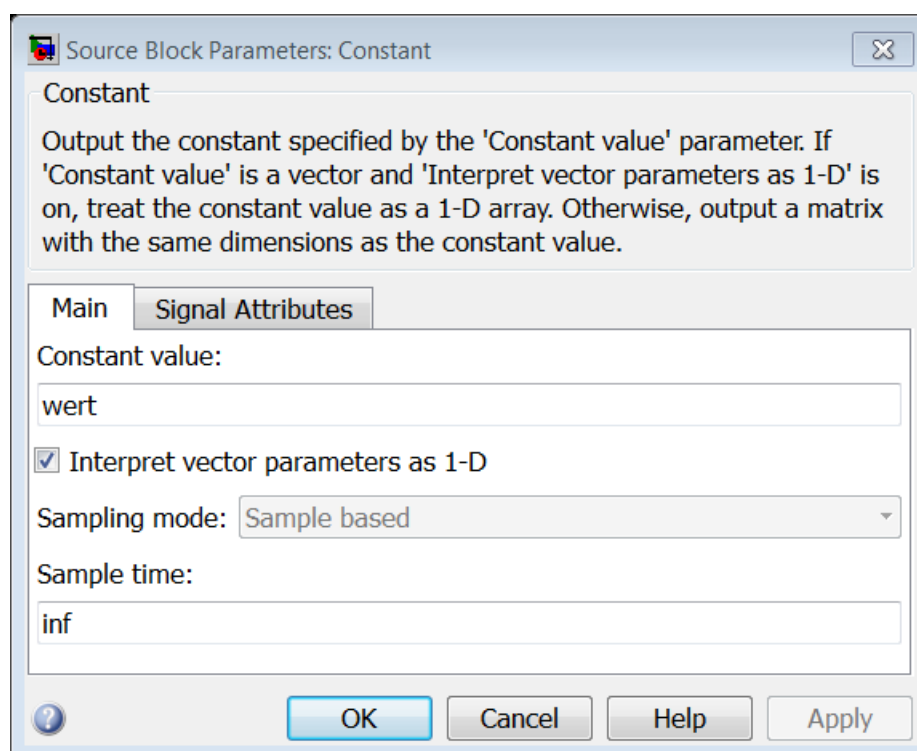 Source Block Parameters: Constant
Constant
Output the constant specified by the 'Constant value' parameter. If
'Constant value' is a vector and 'Interpret vector parameters as 1-D' is
on, treat the constant value as a 1-D array. Otherwise, output a matrix
with the same dimensions as the constant value.
Main Signal Attributes
Constant value:
wert
Interpret vector parameters as 1-D
Sampling mode: Sample based
Sample time:
inf
? OK Cancel Help Apply